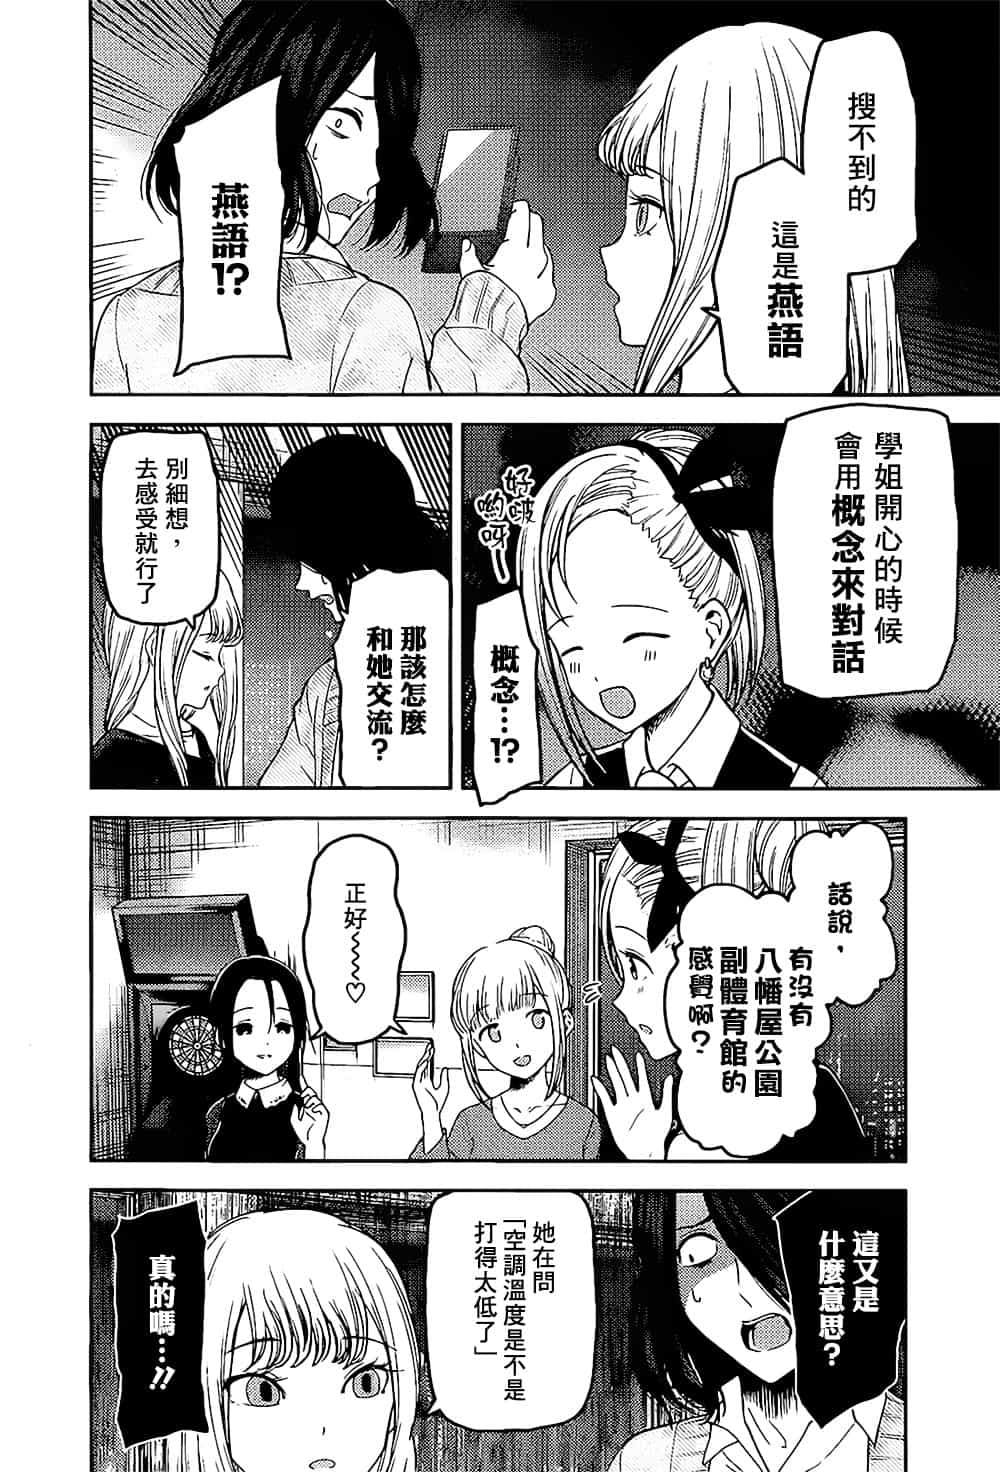 搜不到的
這是燕語
燕語!?
學姐開心的時候
會用概念來對話
好啵
喲呀~
概念…!?
那該怎麼
和她交流？
別細想，
去感受就行了
話說，
有沒有
八幡屋公園
副體育館的
感覺啊？
正好~~~♡
這又是
什麼意思？
她在問
「空調溫度是不是
打得太低了」
真的嗎…!!